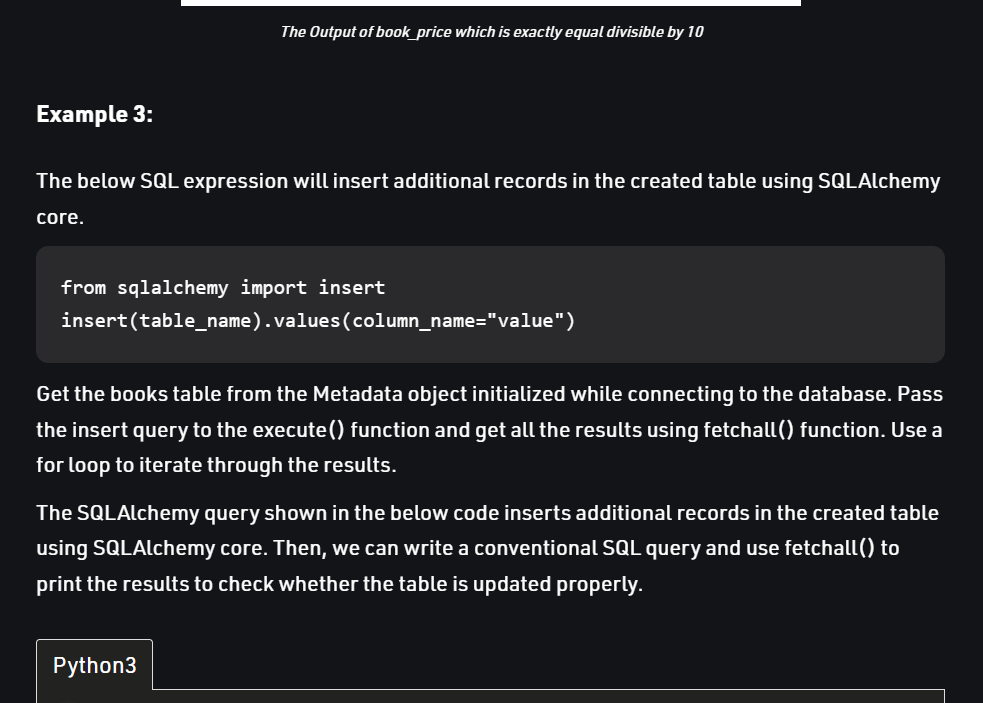 The Output of book_price which is exactly equal divisible by 10
Example 3:
The below SQL expression will insert additional records in the created table using SQLAlchemy
core.
from sqlalchemy import insert
insert(table_name).values(column_name="value")
Get the books table from the Metadata object initialized while connecting to the database. Pass
the insert query to the execute() function and get all the results using fetchall() function. Use a
for loop to iterate through the results.
The SQLAlchemy query shown in the below code inserts additional records in the created table
using SQLAlchemy core. Then, we can write a conventional SQL query and use fetchall() to
print the results to check whether the table is updated properly.
Python3